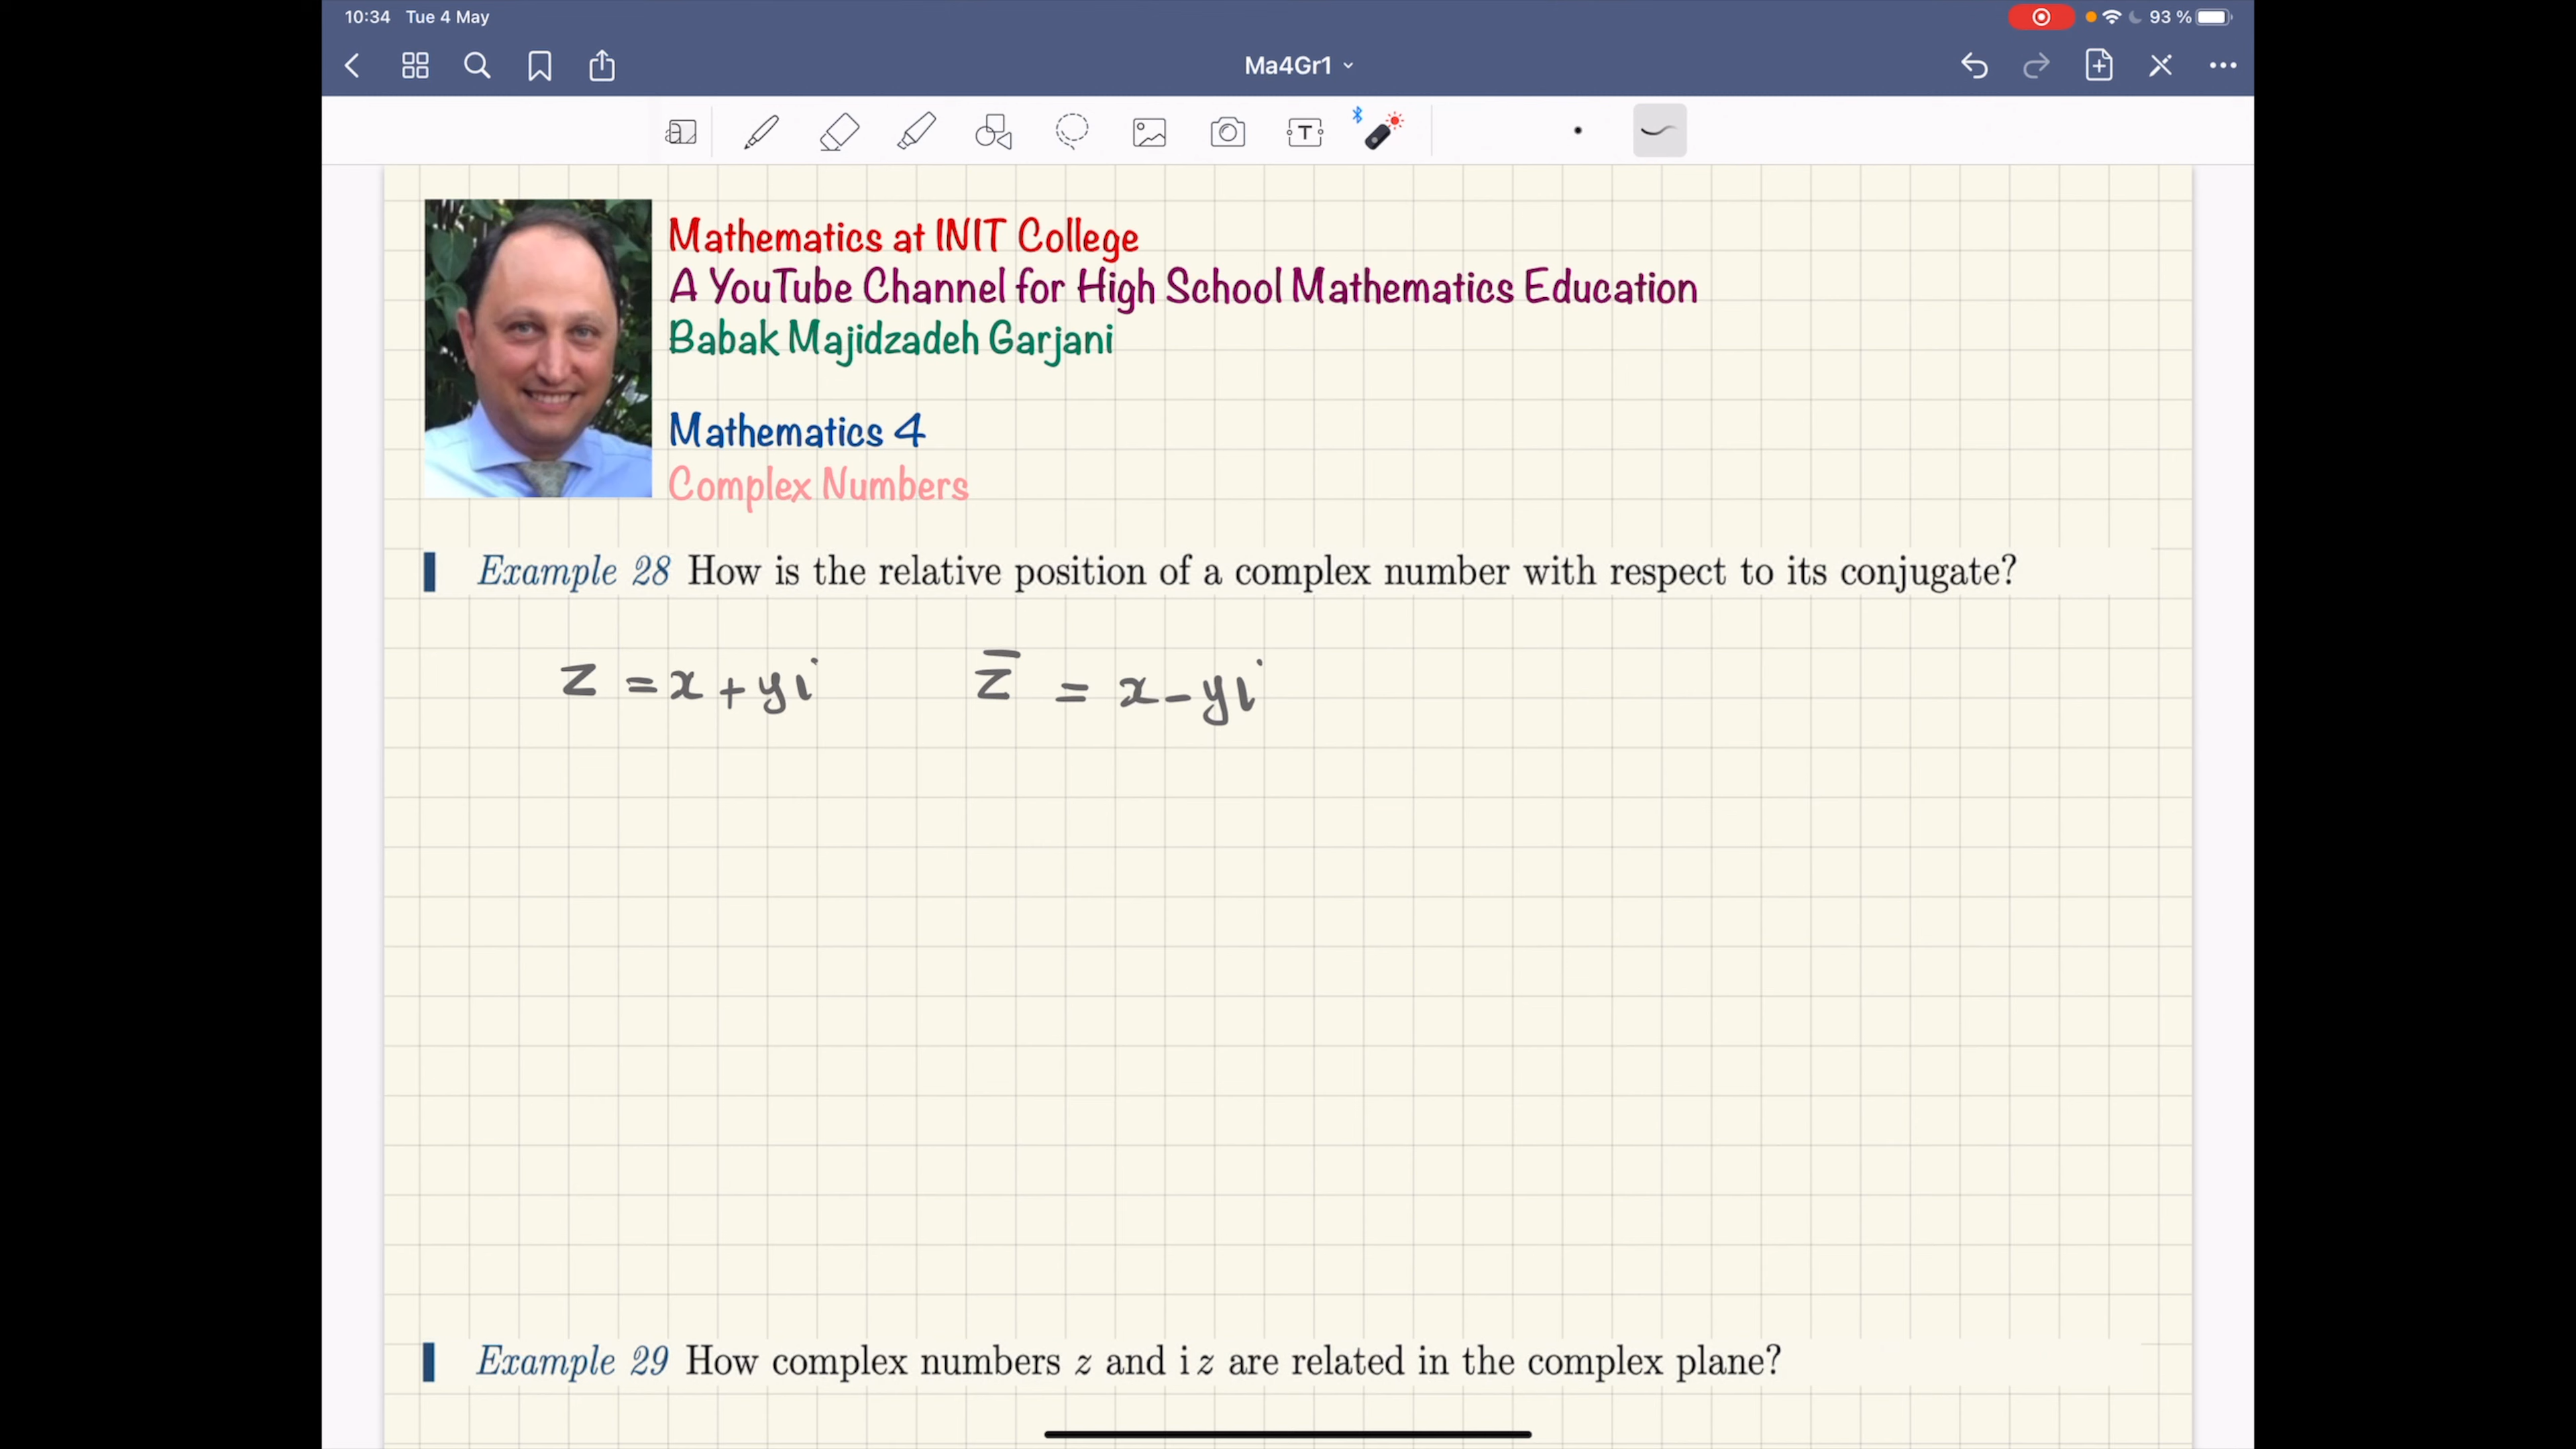 10:34 Tue 4 May 93 %
Ma4Gr1
Mathematics at INIT College
A YouTube Channel for High School Mathematics Education
Babak Majidzadeh Garjani
Mathematics 4
Complex Numbers
Example 28 How is the relative position of a complex number with respect to its conjugate?
z = x + yi z̅ = x - yi
Example 29 How complex numbers z and i z are related in the complex plane?